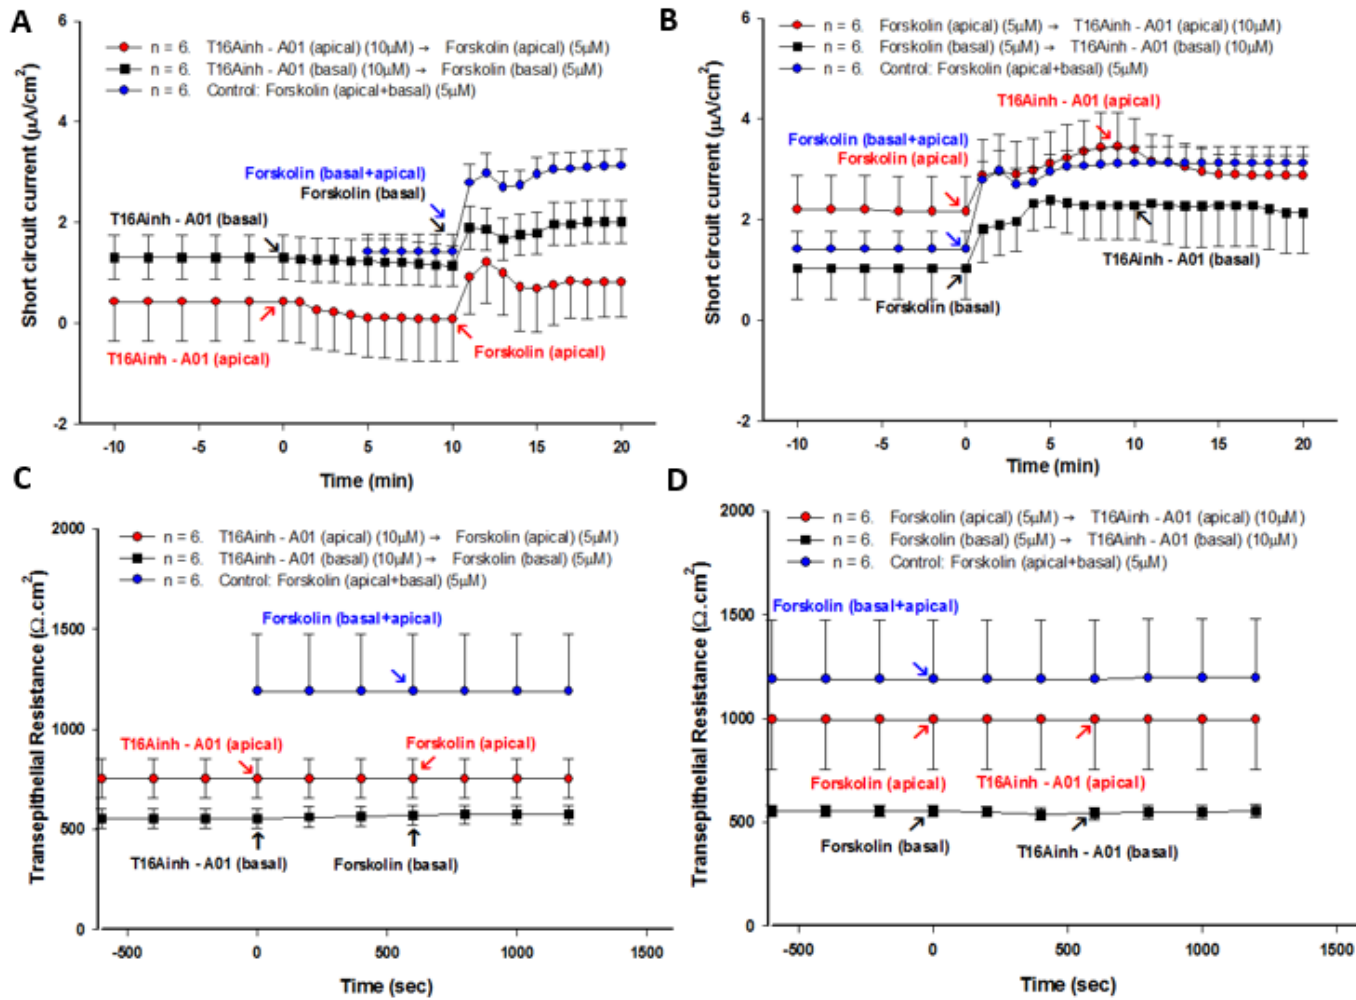 A
Short circuit current (µA/cm2)
6
4
2
0
-2
n = 6. T16Ainh - A01 (apical) (10µM) → Forskolin (apical) (5µM)
n = 6. T16Ainh - A01 (basal) (10µM) → Forskolin (basal) (5µM)
n = 6. Control: Forskolin (apical+basal) (5µM)
Forskolin (basal+apical)
Forskolin (basal)
T16Ainh - A01 (basal)
T16Ainh - A01 (apical)
Forskolin (apical)
-10 -5 0 5 10 15 20
Time (min)
B
Short circuit current (µA/cm2)
6
4
2
0
-2
n = 6. Forskolin (apical) (5µM) → T16Ainh - A01 (apical) (10µM)
n = 6. Forskolin (basal) (5µM) → T16Ainh - A01 (basal) (10µM)
n = 6. Control: Forskolin (apical+basal) (5µM)
T16Ainh - A01 (apical)
Forskolin (basal+apical)
Forskolin (apical)
T16Ainh - A01 (basal)
Forskolin (basal)
-10 -5 0 5 10 15 20
Time (min)
C
Transepithelial Resistance (Ω.cm2)
2000
1500
1000
500
0
n = 6. T16Ainh - A01 (apical) (10µM) → Forskolin (apical) (5µM)
n = 6. T16Ainh - A01 (basal) (10µM) → Forskolin (basal) (5µM)
n = 6. Control: Forskolin (apical+basal) (5µM)
Forskolin (basal+apical)
T16Ainh - A01 (apical)
Forskolin (apical)
T16Ainh - A01 (basal)
Forskolin (basal)
-500 0 500 1000 1500
Time (sec)
D
Transepithelial Resistance (Ω.cm2)
2000
1500
1000
500
0
n = 6. Forskolin (apical) (5µM) → T16Ainh - A01 (apical) (10µM)
n = 6. Forskolin (basal) (5µM) → T16Ainh - A01 (basal) (10µM)
n = 6. Control: Forskolin (apical+basal) (5µM)
Forskolin (basal+apical)
Forskolin (apical)
T16Ainh - A01 (apical)
Forskolin (basal)
T16Ainh - A01 (basal)
-500 0 500 1000 1500
Time (sec)